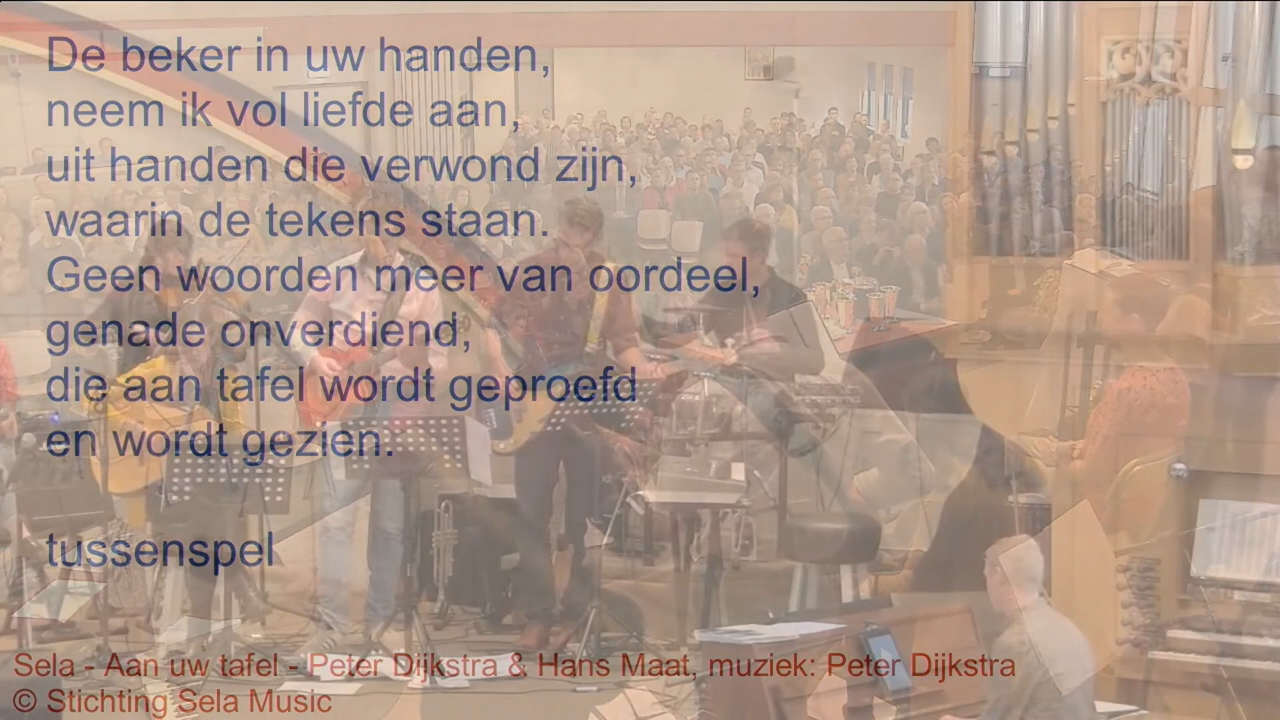 De beker in uw handen,
neem ik vol liefde aan,
uit handen die verwond zijn,
waarin de tekens staan.
Geen woorden meer van oordeel,
genade onverdiend,
die aan tafel wordt geproefd
en wordt gezien.
tussenspel
Sela - Aan uw tafel - Peter Dijkstra & Hans Maat, muziek: Peter Dijkstra
© Stichting Sela Music